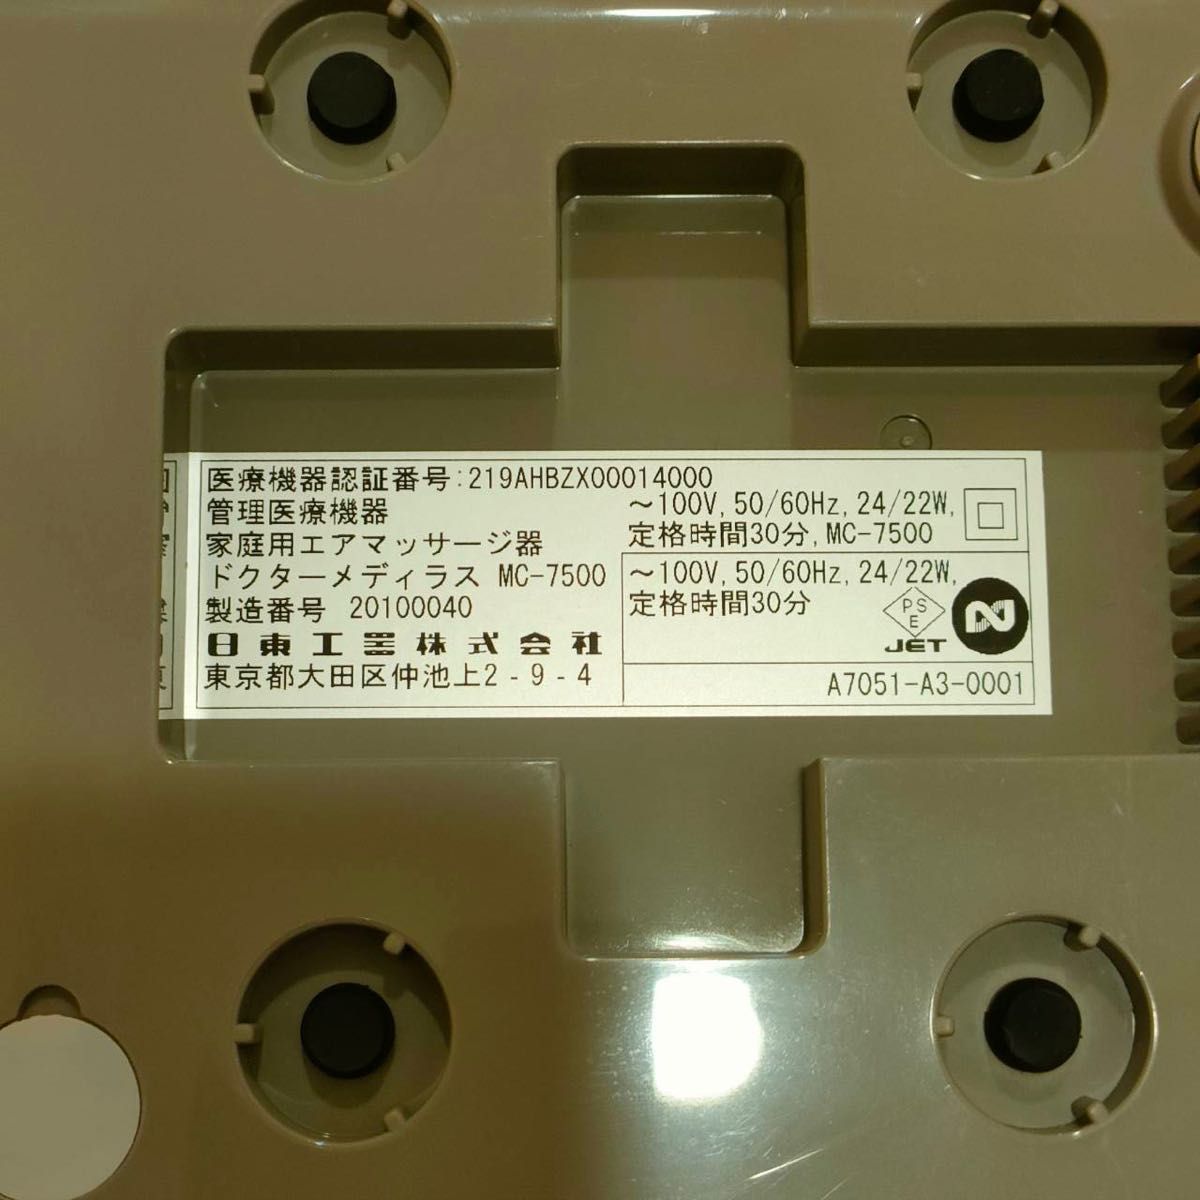 医療機器認証番号:219AHBZX00014000
管理医療機器
家庭用エアマッサージ器
ドクターメディラス MC-7500
製造番号 20100040
日東工器株式会社
東京都大田区仲池上2-9-4
～100V, 50/60Hz, 24/22W,
定格時間30分, MC-7500
～100V, 50/60Hz, 24/22W,
定格時間30分
PS
E
JET
A7051-A3-0001